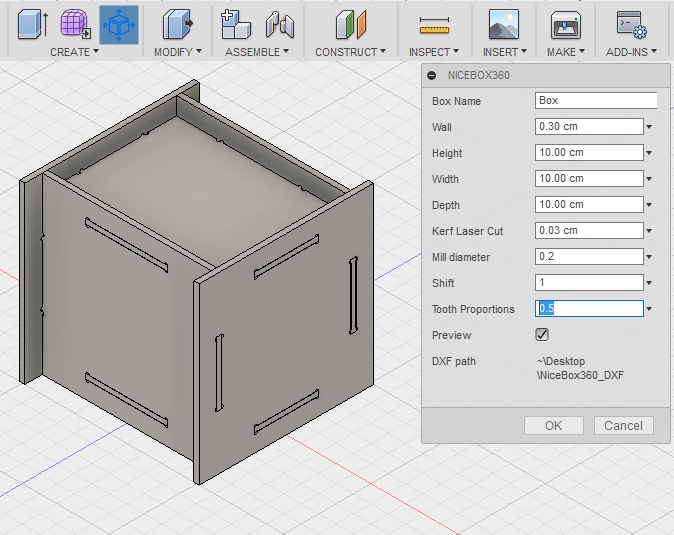 CREATE MODIFY ASSEMBLE CONSTRUCT INSPECT INSERT MAKE ADD-INS
NICEBOX360
Box Name Box
Wall 0.30 cm
Height 10.00 cm
Width 10.00 cm
Depth 10.00 cm
Kerf Laser Cut 0.03 cm
Mill diameter 0.2
Shift 1
Tooth Proportions 0.5
Preview
DXF path ~\Desktop
\NiceBox360_DXF
OK Cancel